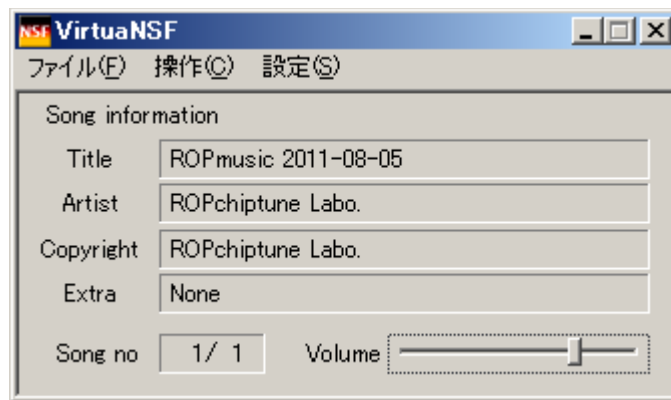 NSF VirtuaNSF
ファイル(F) 操作(C) 設定(S)
Song information
Title ROPmusic 2011-08-05
Artist ROPchiptune Labo.
Copyright ROPchiptune Labo.
Extra None
Song no 1/ 1 Volume